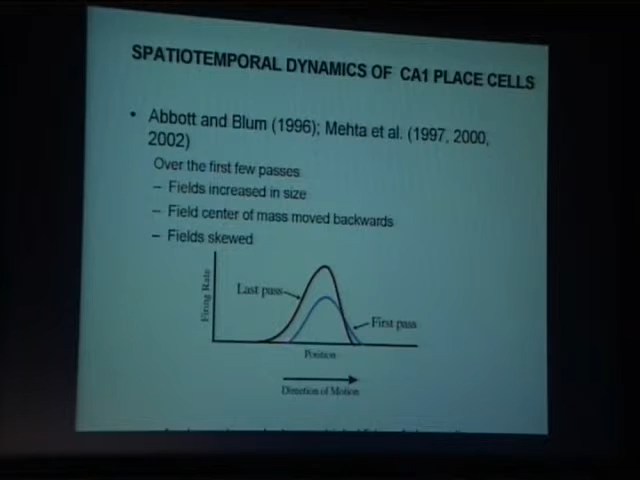 SPATIOTEMPORAL DYNAMICS OF CA1 PLACE CELLS
• Abbott and Blum (1996); Mehta et al. (1997, 2000,
2002)
Over the first few passes
– Fields increased in size
– Field center of mass moved backwards
– Fields skewed
Firing Rate
Last pass
First pass
Position
Direction of Motion